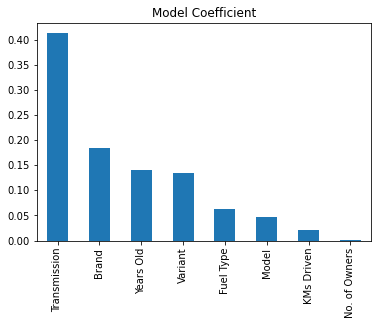 Model Coefficient
0.40
0.35
0.30
0.25
0.20
0.15
0.10
0.05
0.00
Transmission
Brand
Years Old
Variant
Fuel Type
Model
KMs Driven
No. of Owners